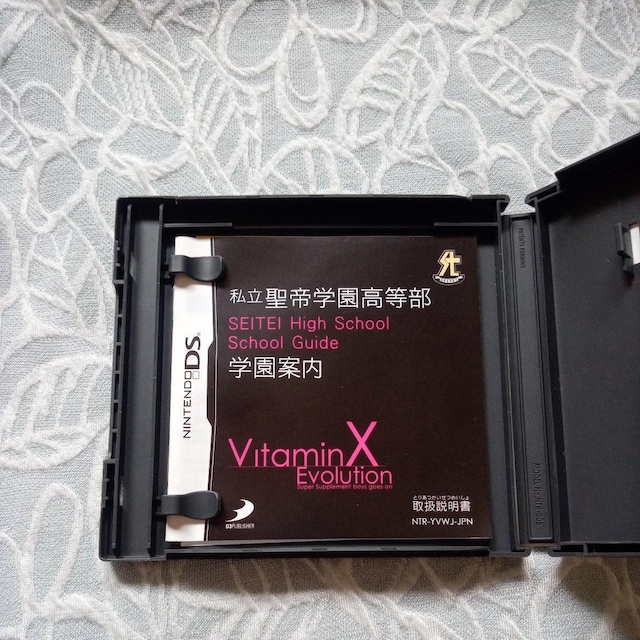 私立聖帝学園高等部
SEITEI High School
School Guide
学園案内
NINTENDO DS
VitaminX
Evolution
Super Supplement boys goes on
D3PUBLISHER
とりあつかいせつめいしょ
取扱説明書
NTR-YVWJ-JPN